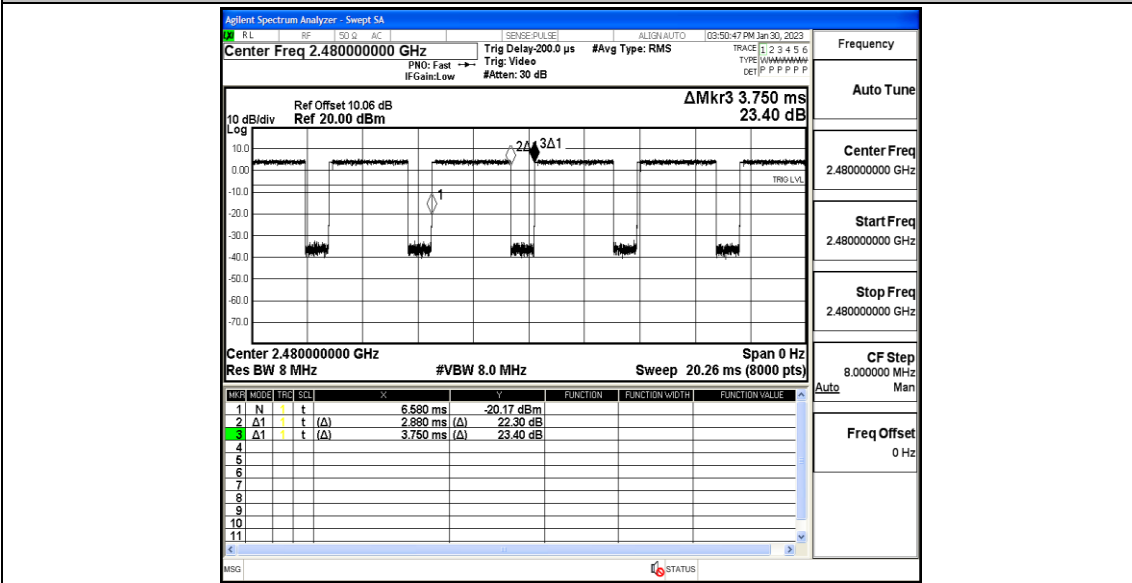 Agilent Spectrum Analyzer - Swept SA
LXI RL RF 50 Ω AC SENSE:PULSE ALIGN AUTO 03:50:47 PM Jan 30, 2023
Center Freq 2.480000000 GHz
PNO: Fast
IFGain:Low
Trig Delay-200.0 µs
Trig: Video
#Atten: 30 dB
#Avg Type: RMS
TRACE 1 2 3 4 5 6
TYPE
DET P P P P P P
ΔMkr3 3.750 ms
23.40 dB
Ref Offset 10.06 dB
10 dB/div Ref 20.00 dBm
Log
10.0
0.00
-10.0
-20.0
-30.0
-40.0
-50.0
-60.0
-70.0
3Δ1
1
TRIG LVL
Center 2.480000000 GHz Span 0 Hz
Res BW 8 MHz #VBW 8.0 MHz Sweep 20.26 ms (8000 pts)
MKR MODE TRC SCL X Y FUNCTION FUNCTION WIDTH FUNCTION VALUE
1 N 1 t 6.580 ms -20.17 dBm
2 Δ1 1 t (Δ) 2.880 ms (Δ) 22.30 dB
3 Δ1 1 t (Δ) 3.750 ms (Δ) 23.40 dB
4
5
6
7
8
9
10
11
MSG STATUS
Frequency
Auto Tune
Center Freq
2.480000000 GHz
Start Freq
2.480000000 GHz
Stop Freq
2.480000000 GHz
CF Step
8.000000 MHz
Auto Man
Freq Offset
0 Hz